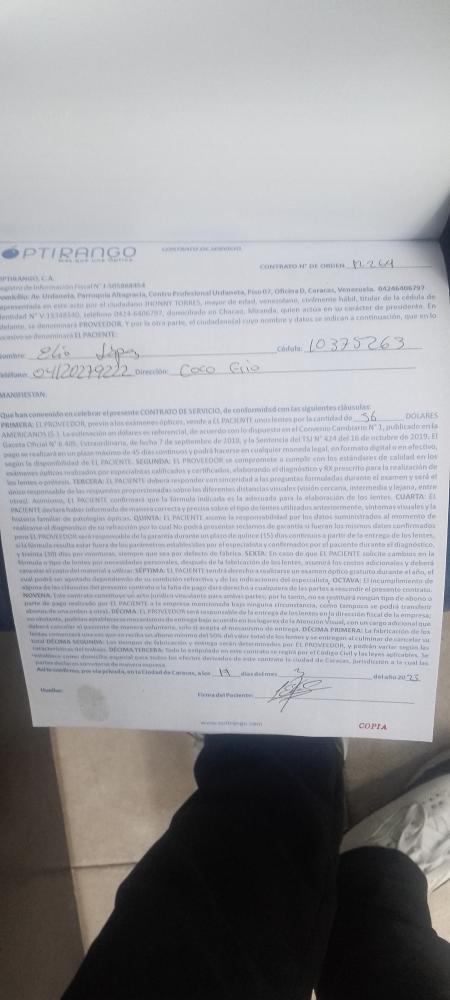 OPTIRANGO
Más que una Óptica
CONTRATO DE SERVICIO
CONTRATO N° DE ORDEN 12264
OPTIRANGO, C.A.
Registro de Información Fiscal N° J-505868454
Domicilio: Av. Urdaneta, Parroquia Altagracia, Centro Profesional Urdaneta, Piso 07, Oficina D, Caracas, Venezuela. 04246406797
representada en este acto por el ciudadano JHONNY TORRES, mayor de edad, venezolano, civilmente hábil, titular de la cédula de
identidad N° V-18348340, teléfono 0424-6406797, domiciliado en Chacao, Miranda, quien actúa en su carácter de presidente. En
adelante, se denominará PROVEEDOR. Y por la otra parte, el ciudadano(a) cuyo nombre y datos se indican a continuación, que en lo
sucesivo se denominará EL PACIENTE:
Nombre: Elio López Cédula: 10375263
Teléfono: 04120279222 Dirección: Coco Frio
MANIFIESTAN:
Que han convenido en celebrar el presente CONTRATO DE SERVICIO, de conformidad con las siguientes cláusulas:
PRIMERA: EL PROVEEDOR, previo a los exámenes ópticos, vende a EL PACIENTE unos lentes por la cantidad de 36 DOLARES
AMERICANOS ($ ). La estimación en dólares es referencial, de acuerdo con lo dispuesto en el Convenio Cambiario N° 1, publicado en la
Gaceta Oficial N° 6.405, Extraordinaria, de fecha 7 de septiembre de 2018, y la Sentencia del TSJ N° 424 del 16 de octubre de 2019. El
pago se realizará en un plazo máximo de 45 días continuos y podrá hacerse en cualquier moneda legal, en formato digital o en efectivo,
según la disponibilidad de EL PACIENTE. SEGUNDA: EL PROVEEDOR se compromete a cumplir con los estándares de calidad en los
exámenes ópticos realizados por especialistas calificados y certificados, elaborando el diagnóstico y RX prescrito para la realización de
los lentes o prótesis. TERCERA: EL PACIENTE deberá responder con sinceridad a las preguntas formuladas durante el examen y será el
único responsable de las respuestas proporcionadas sobre las diferentes distancias visuales (visión cercana, intermedia y lejana, entre
otras). Asimismo, EL PACIENTE confirmará que la fórmula indicada es la adecuada para la elaboración de los lentes. CUARTA: EL
PACIENTE declara haber informado de manera correcta y precisa sobre el tipo de lentes utilizados anteriormente, síntomas visuales y la
historia familiar de patologías ópticas. QUINTA: EL PACIENTE asume la responsabilidad por los datos suministrados al momento de
realizarse el diagnóstico de su refracción por lo cual No podrá presentar reclamos de garantía si fueran los mismos datos confirmados
pero EL PROVEEDOR será responsable de la garantía durante un plazo de quince (15) días continuos a partir de la entrega de los lentes,
si la fórmula resulta estar fuera de los parámetros establecidos por el especialista y confirmados por el paciente durante el diagnóstico,
y treinta (30) días por monturas, siempre que sea por defecto de fábrica. SEXTA: En caso de que EL PACIENTE solicite cambios en la
fórmula o tipo de lentes por necesidades personales, después de la fabricación de los lentes, asumirá los costos adicionales y deberá
cancelar el costo del material a utilizar. SÉPTIMA: EL PACIENTE tendrá derecho a realizarse un examen óptico gratuito durante el año, el
cual podrá ser ajustado dependiendo de su condición refractiva y de las indicaciones del especialista. OCTAVA: El incumplimiento de
alguna de las cláusulas del presente contrato o la falta de pago dará derecho a cualquiera de las partes a rescindir el presente contrato.
NOVENA: Este contrato constituye un acto jurídico vinculante para ambas partes; por lo tanto, no se restituirá ningún tipo de abono o
parte de pago realizado por EL PACIENTE a la empresa mencionada bajo ninguna circunstancia, como tampoco se podrá transferir
abonos de una orden a otra). DÉCIMA: EL PROVEEDOR será responsable de la entrega de los lentes en la dirección fiscal de la empresa;
no obstante, podrían establecerse mecanismos de entrega bajo acuerdo en los lugares de la Atención Visual, con un cargo adicional que
deberá cancelar el paciente de manera voluntaria, solo si acepta el mecanismo de entrega. DÉCIMA PRIMERA: La fabricación de los
lentes comenzará una vez que se reciba un abono mínimo del 50% del valor total de los lentes y se entregan al culminar de cancelar su
total DÉCIMA SEGUNDA: Los tiempos de fabricación y entrega serán determinados por EL PROVEEDOR, y podrán variar según las
características del trabajo. DÉCIMA TERCERA: Todo lo estipulado en este contrato se regirá por el Código Civil y las leyes aplicables. Se
establece como domicilio especial para todos los efectos derivados de este contrato la ciudad de Caracas, jurisdicción a la cual las
partes declaran someterse de manera expresa.
Así lo confirmo, por vía privada, en la Ciudad de Caracas, a los 19 días del mes 3 del año 2025
Huellas:
Firma del Paciente:
www.optirango.com
COPIA